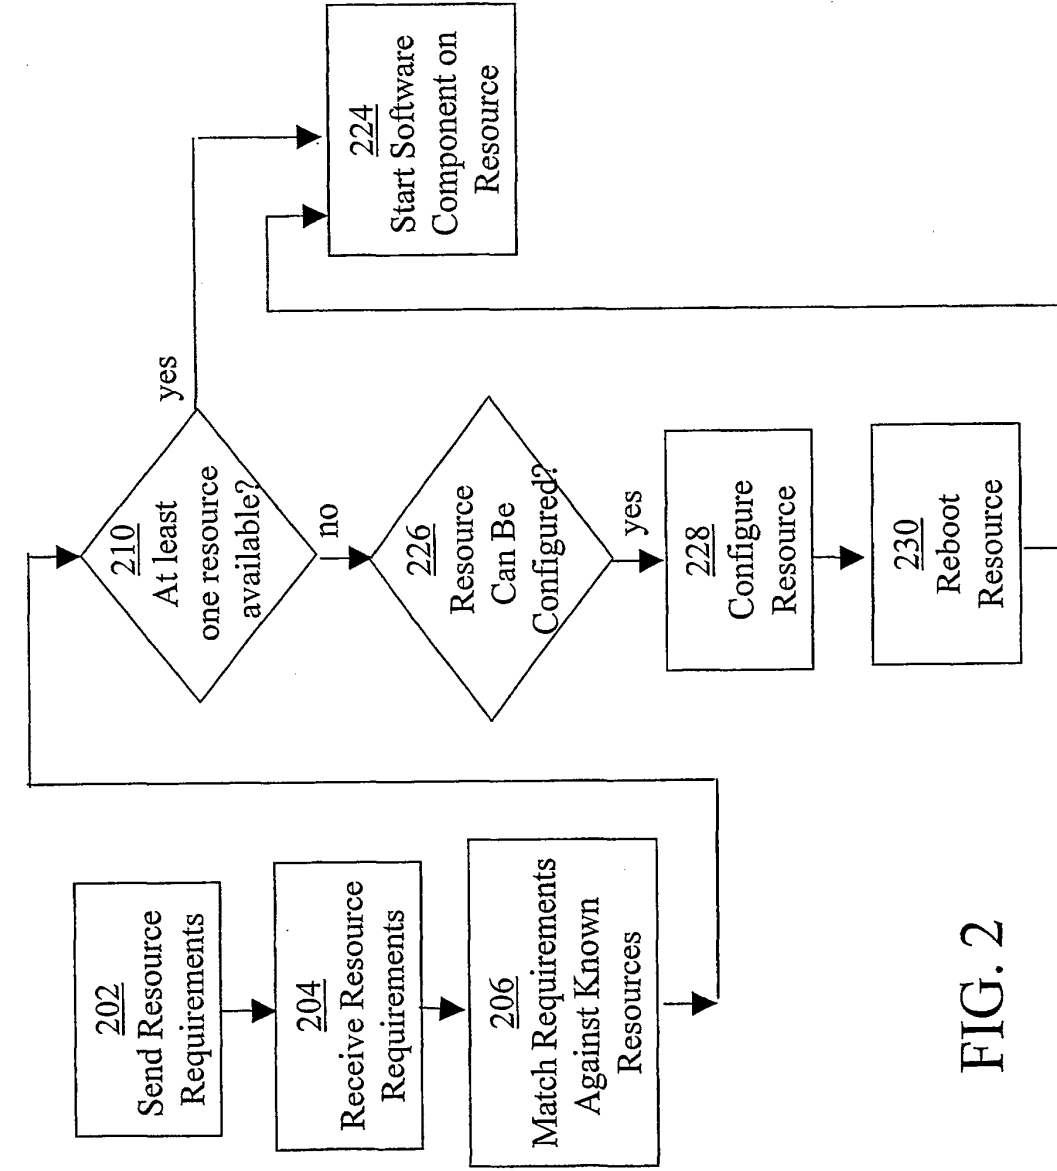 202
Send Resource
Requirements
204
Receive Resource
Requirements
206
Match Requirements
Against Known
Resources
210
At least
one resource
available?
yes
no
226
Resource
Can Be
Configured?
yes
228
Configure
Resource
230
Reboot
Resource
224
Start Software
Component on
Resource
FIG. 2